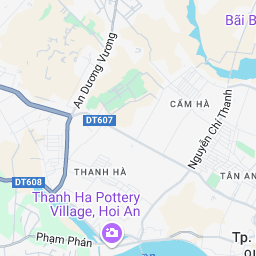 Bãi B
An Dương Vương
CẨM HÀ
DT607
Nguyễn Chí Thanh
THANH HÀ
TÂN AN
DT608
Thanh Ha Pottery
Village, Hoi An
Phạm Phán
Tp.